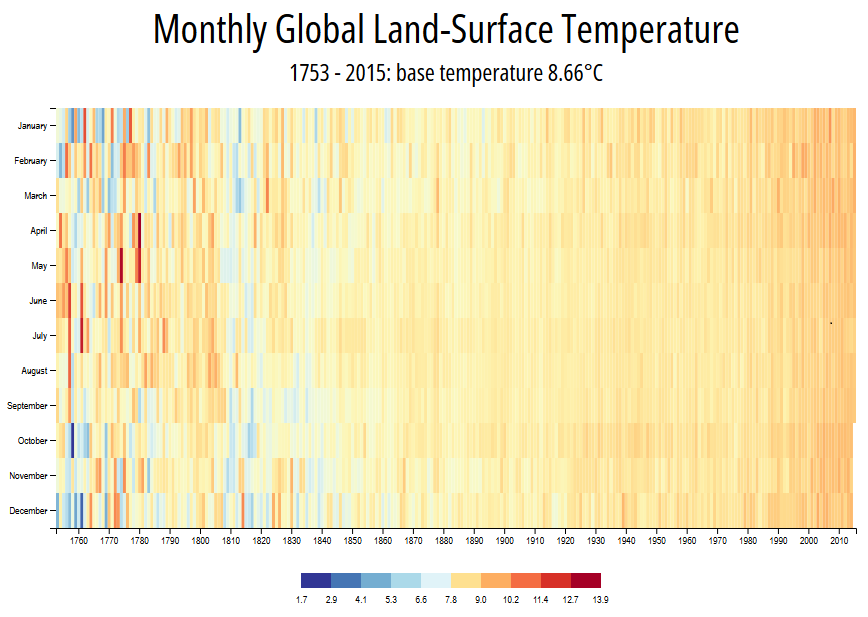 Monthly Global Land-Surface Temperature
1753 - 2015: base temperature 8.66°C
January
February
March
April
May
June
July
August
September
October
November
December
1760 1770 1780 1790 1800 1810 1820 1830 1840 1850 1860 1870 1880 1890 1900 1910 1920 1930 1940 1950 1960 1970 1980 1990 2000 2010
1.7 2.9 4.1 5.3 6.6 7.8 9.0 10.2 11.4 12.7 13.9